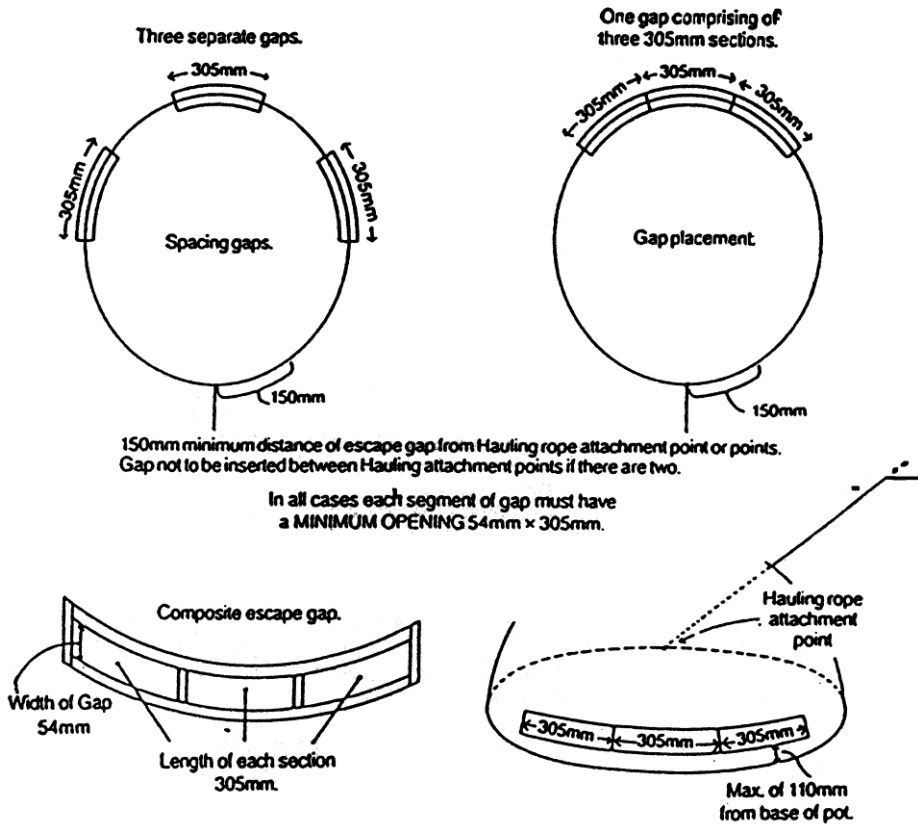 Three separate gaps.
305mm
305mm
305mm
Spacing gaps.
150mm
One gap comprising of
three 305mm sections.
305mm
305mm
305mm
Gap placement.
150mm
150mm minimum distance of escape gap from Hauling rope attachment point or points.
Gap not to be inserted between Hauling attachment points if there are two.
In all cases each segment of gap must have
a MINIMUM OPENING 54mm × 305mm.
Composite escape gap.
Width of Gap
54mm
Length of each section
305mm.
Hauling rope
attachment
point
305mm
305mm
305mm
Max. of 110mm
from base of pot.